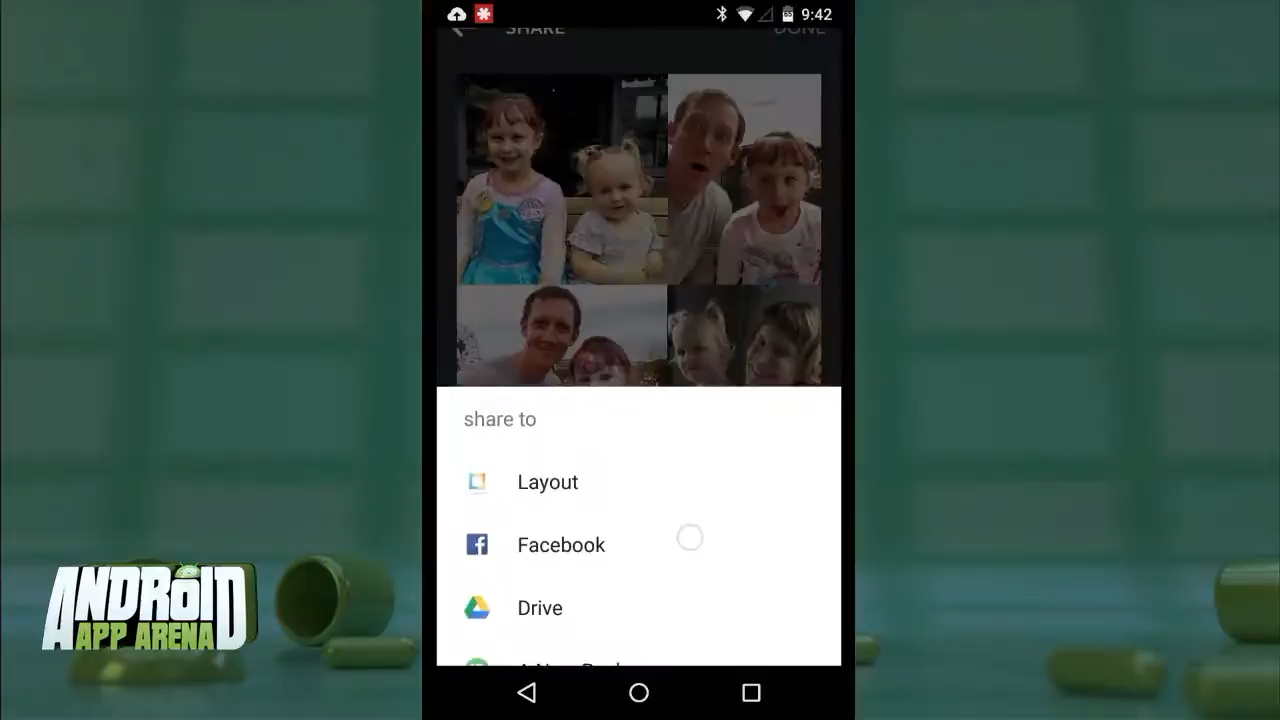 9:42
SHARE
DONE
share to
Layout
Facebook
Drive
ANDROID
APP ARENA